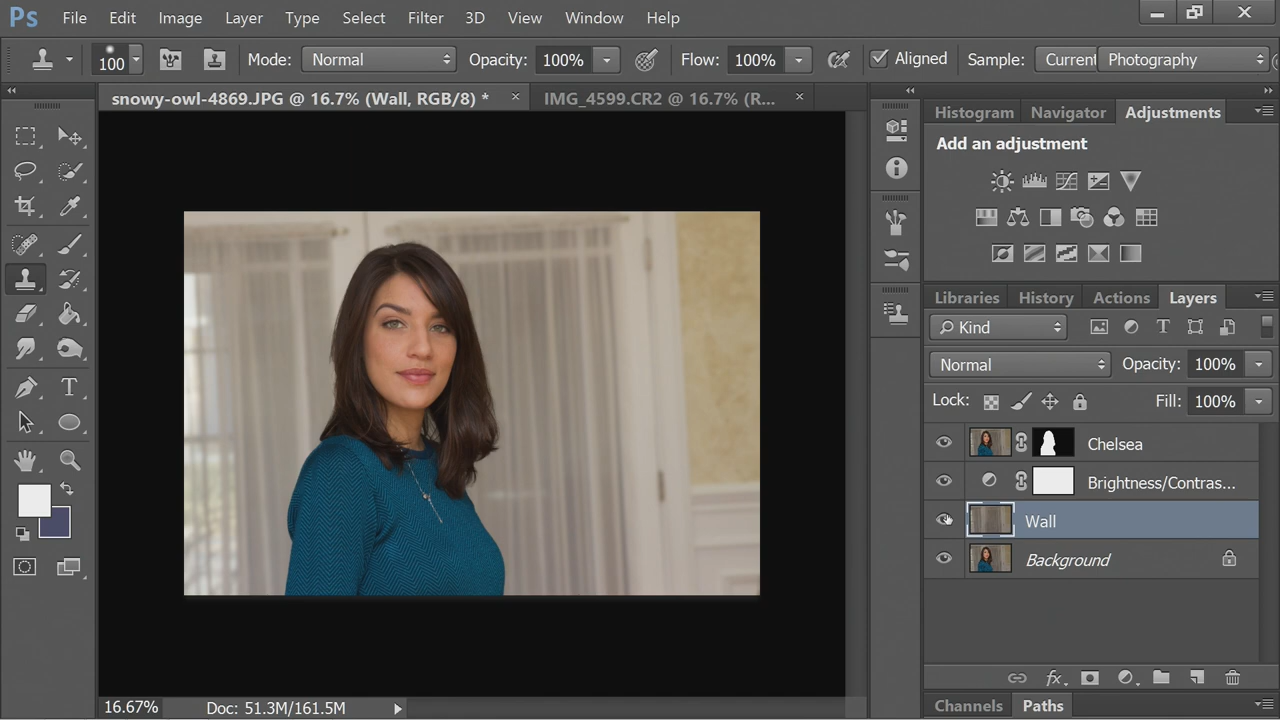 Ps File Edit Image Layer Type Select Filter 3D View Window Help
100 Mode: Normal Opacity: 100% Flow: 100% Aligned Sample: Current Photography
snowy-owl-4869.JPG @ 16.7% (Wall, RGB/8) * IMG_4599.CR2 @ 16.7% (R...
Histogram Navigator Adjustments
Add an adjustment
Libraries History Actions Layers
Kind
Normal Opacity: 100%
Lock: Fill: 100%
Chelsea
Brightness/Contras...
Wall
Background
fx
16.67% Doc: 51.3M/161.5M
Channels Paths